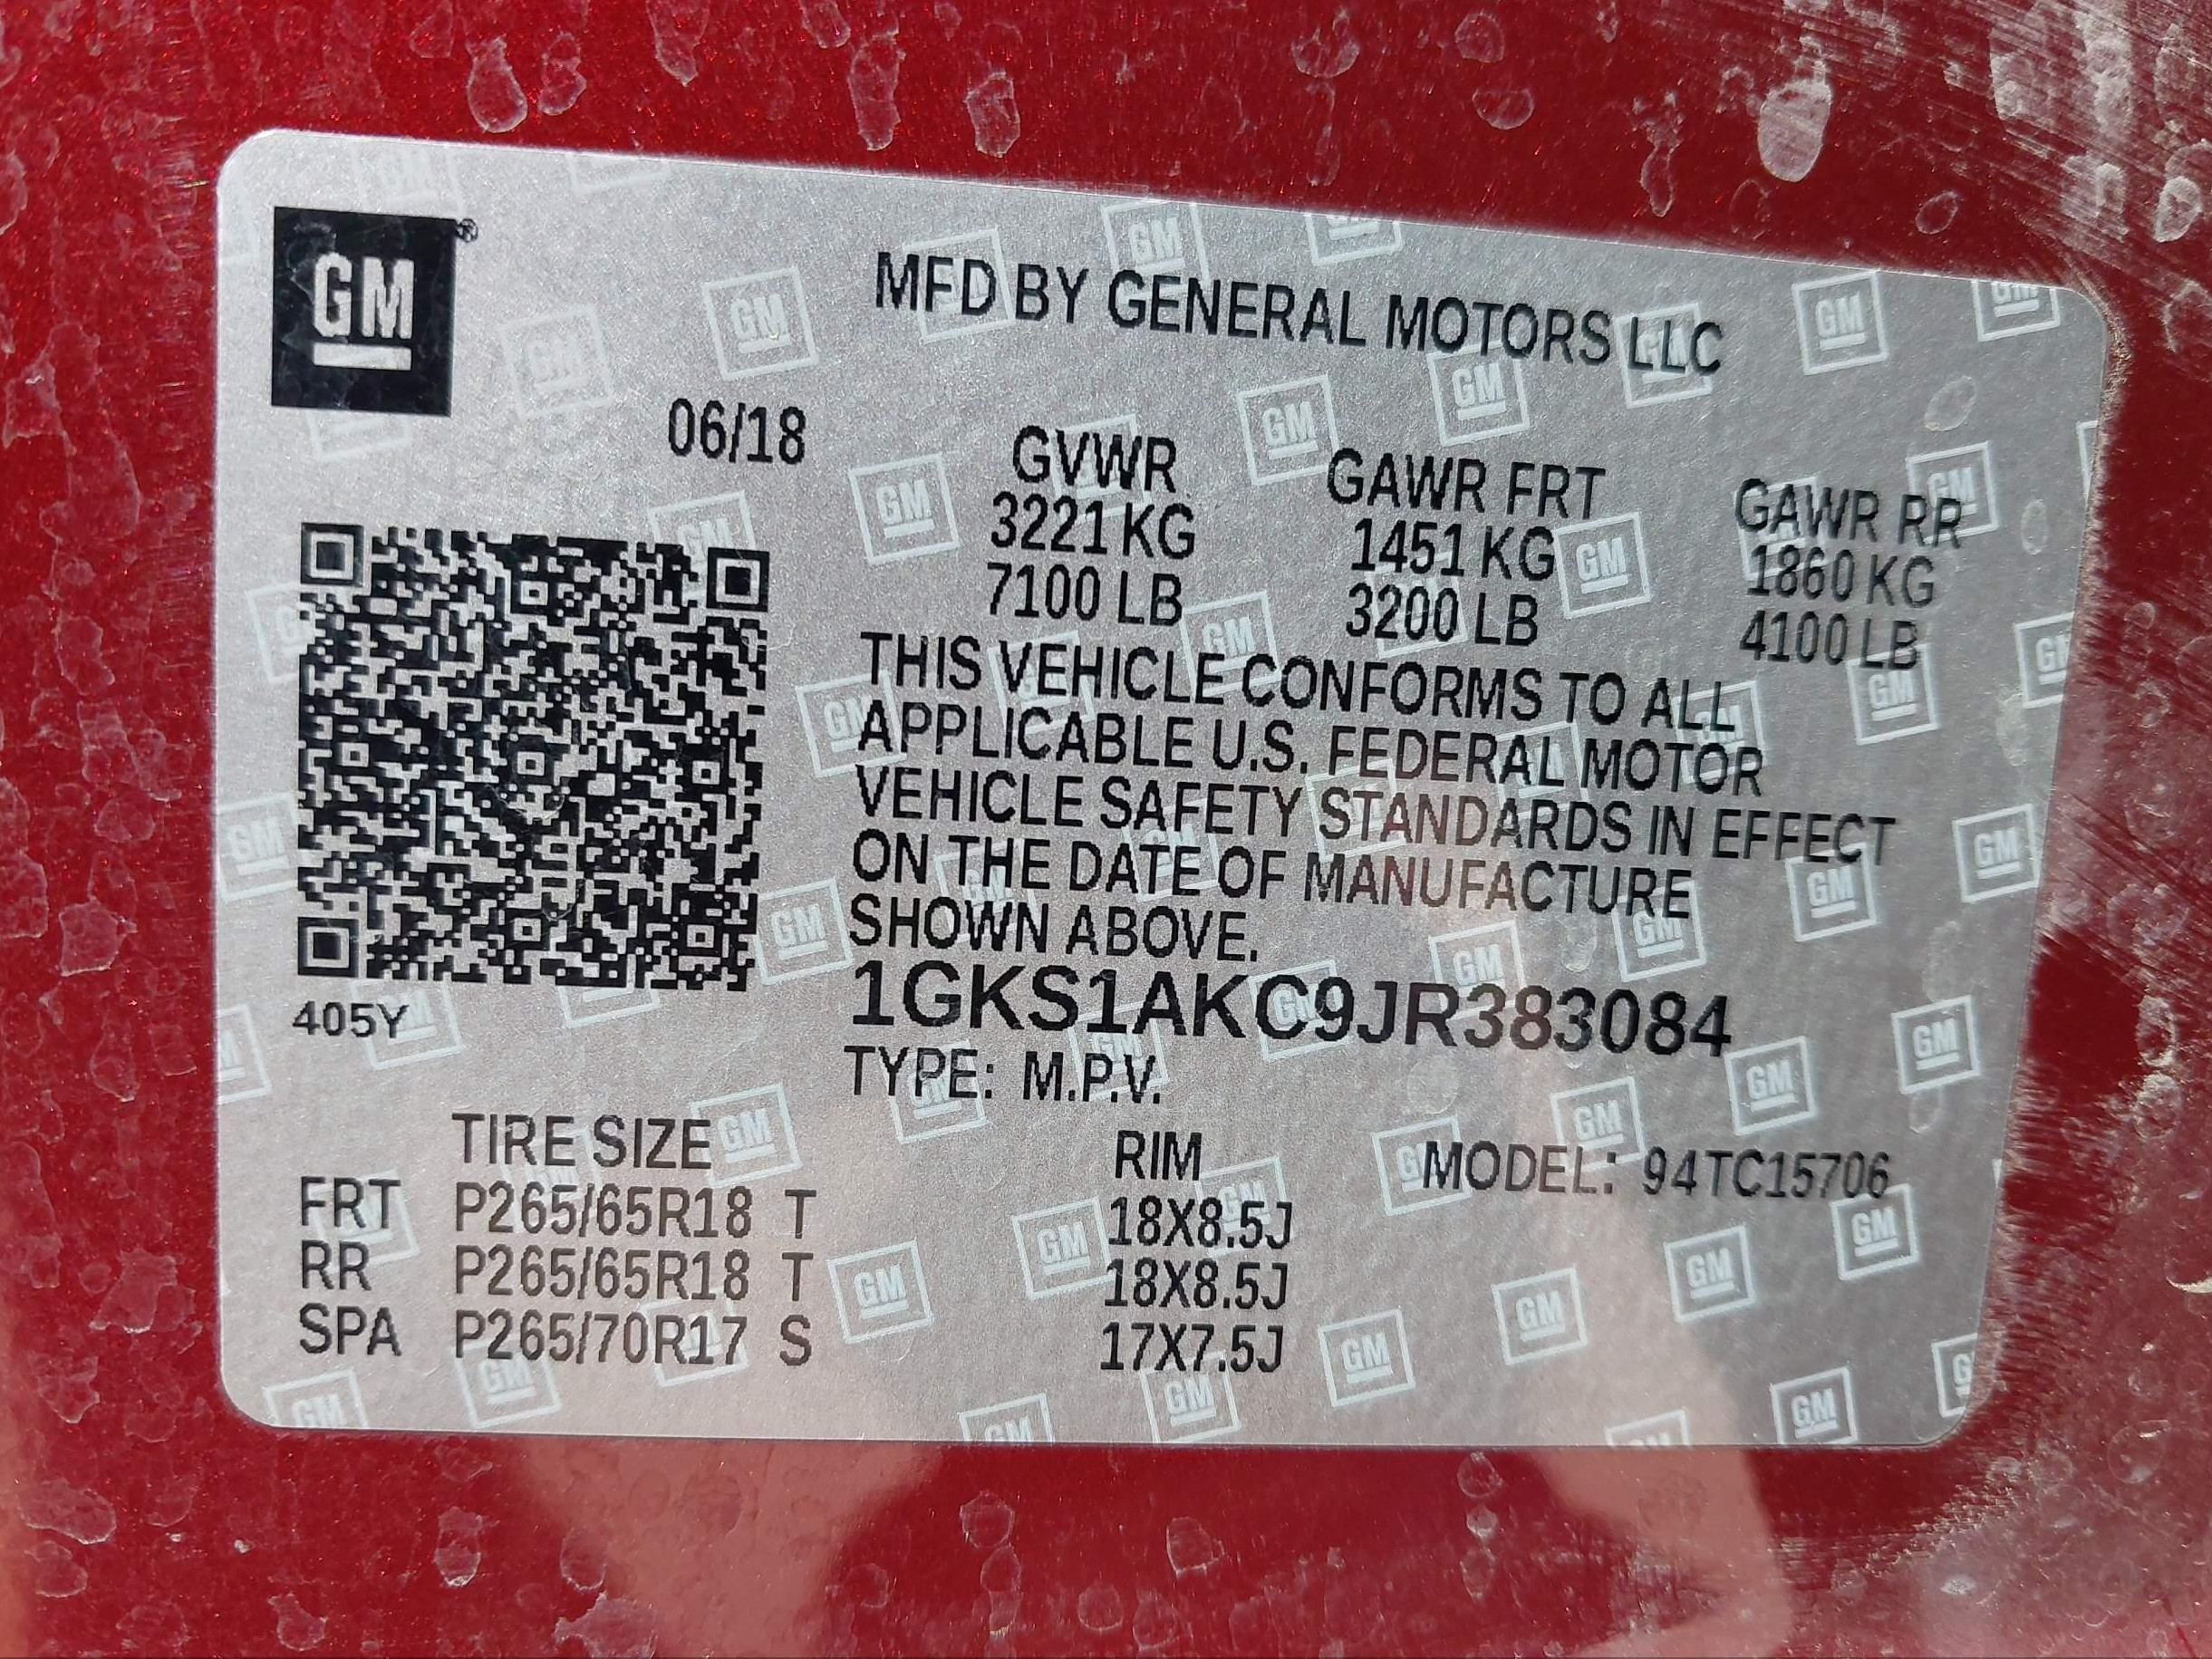 GM®
MFD BY GENERAL MOTORS LLC
06/18
GVWR GAWR FRT GAWR RR
3221 KG 1451 KG 1860 KG
7100 LB 3200 LB 4100 LB
THIS VEHICLE CONFORMS TO ALL
APPLICABLE U.S. FEDERAL MOTOR
VEHICLE SAFETY STANDARDS IN EFFECT
ON THE DATE OF MANUFACTURE
SHOWN ABOVE.
1GKS1AKC9JR383084
405Y
TYPE: M.P.V.
TIRE SIZE RIM MODEL: 94TC15706
FRT P265/65R18 T 18X8.5J
RR P265/65R18 T 18X8.5J
SPA P265/70R17 S 17X7.5J